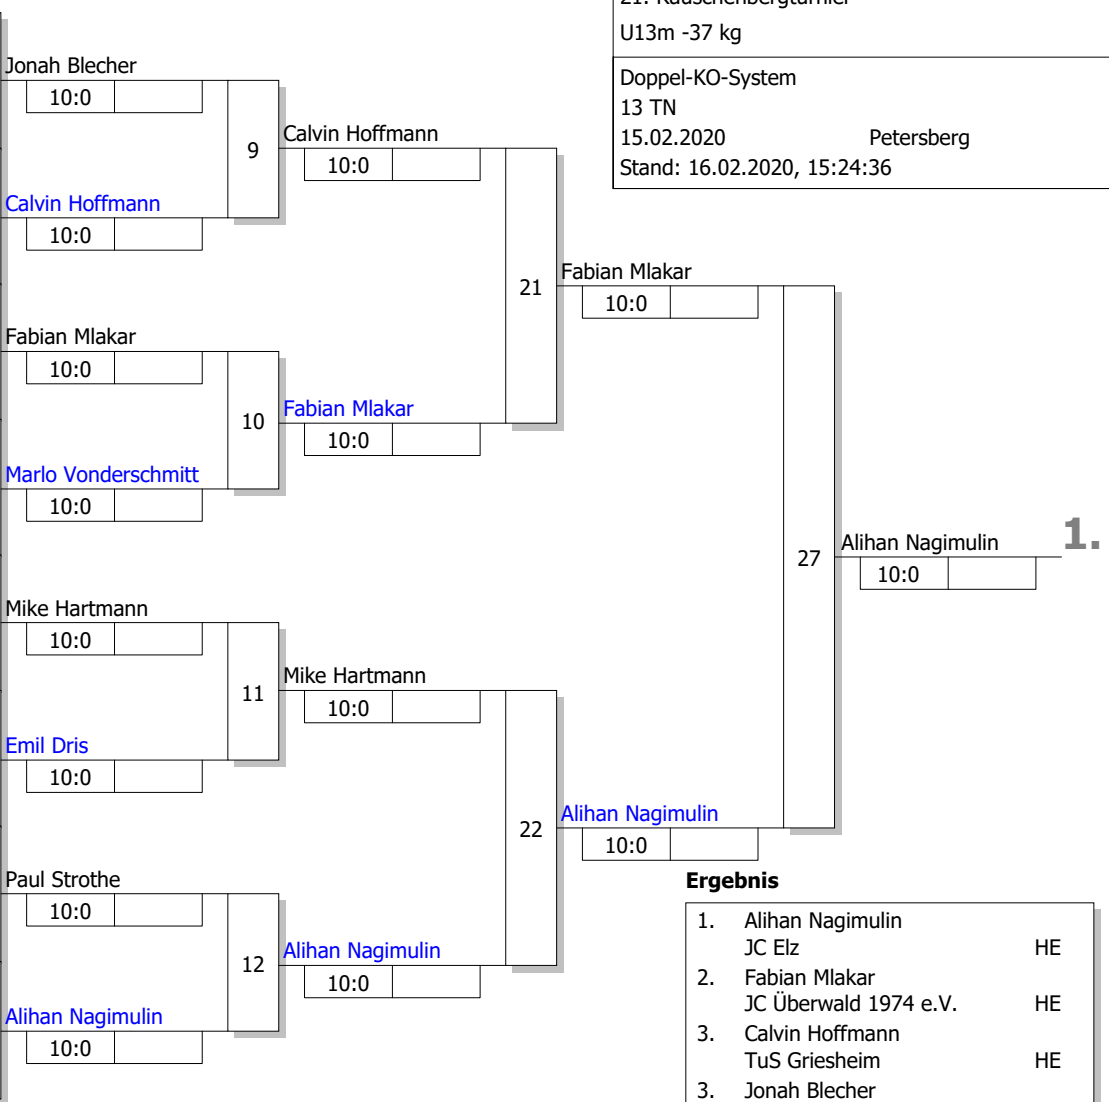 21. Rauschenbergturnier
U13m -37 kg
Doppel-KO-System
13 TN
15.02.2020 Petersberg
Stand: 16.02.2020, 15:24:36
Jonah Blecher
10:0
9
Calvin Hoffmann
10:0
Calvin Hoffmann
10:0
21
Fabian Mlakar
10:0
Fabian Mlakar
10:0
10
Fabian Mlakar
10:0
Marlo Vonderschmitt
10:0
27
Alihan Nagimulin
1.
10:0
Mike Hartmann
10:0
11
Mike Hartmann
10:0
Emil Dris
10:0
22
Alihan Nagimulin
10:0
Paul Strothe
10:0
12
Alihan Nagimulin
10:0
Alihan Nagimulin
10:0
Ergebnis
1. Alihan Nagimulin
JC Elz HE
2. Fabian Mlakar
JC Überwald 1974 e.V. HE
3. Calvin Hoffmann
TuS Griesheim HE
3. Jonah Blecher